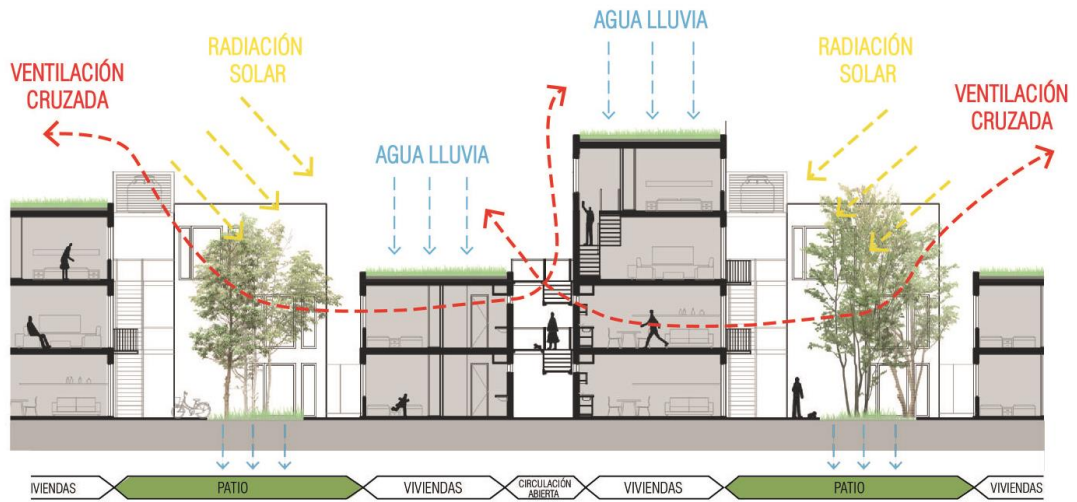 AGUA LLUVIA
RADIACIÓN
SOLAR
RADIACIÓN
SOLAR
VENTILACIÓN
CRUZADA
VENTILACIÓN
CRUZADA
AGUA LLUVIA
IVIENDAS
PATIO
VIVIENDAS
CIRCULACIÓN
ABIERTA
VIVIENDAS
PATIO
VIVIENDAS